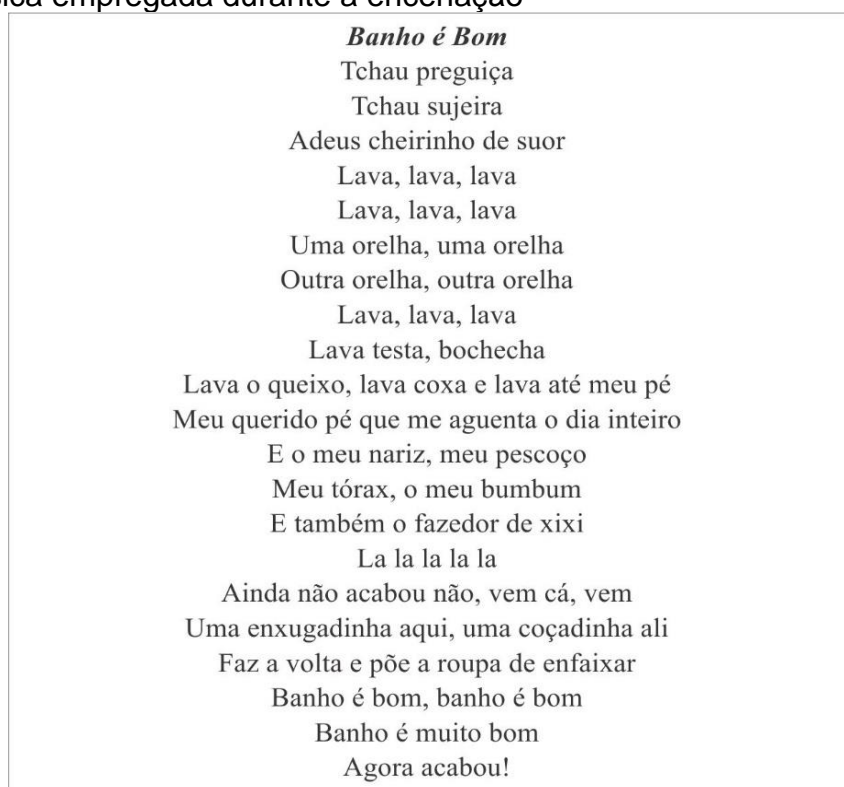 sica empregada durante a encenação
Banho é Bom
Tchau preguiça
Tchau sujeira
Adeus cheirinho de suor
Lava, lava, lava
Lava, lava, lava
Uma orelha, uma orelha
Outra orelha, outra orelha
Lava, lava, lava
Lava testa, bochecha
Lava o queixo, lava coxa e lava até meu pé
Meu querido pé que me aguenta o dia inteiro
E o meu nariz, meu pescoço
Meu tórax, o meu bumbum
E também o fazedor de xixi
La la la la la
Ainda não acabou não, vem cá, vem
Uma enxugadinha aqui, uma coçadinha ali
Faz a volta e põe a roupa de enfaixar
Banho é bom, banho é bom
Banho é muito bom
Agora acabou!